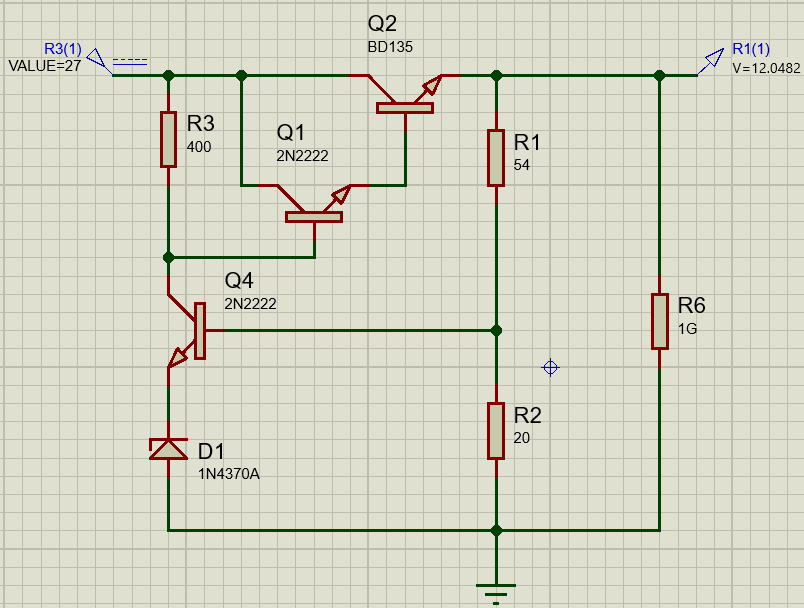 Q2
BD135
R3(1)
VALUE=27
R1(1)
V=12.0482
R3
400
Q1
2N2222
R1
54
Q4
2N2222
R6
1G
R2
20
D1
1N4370A